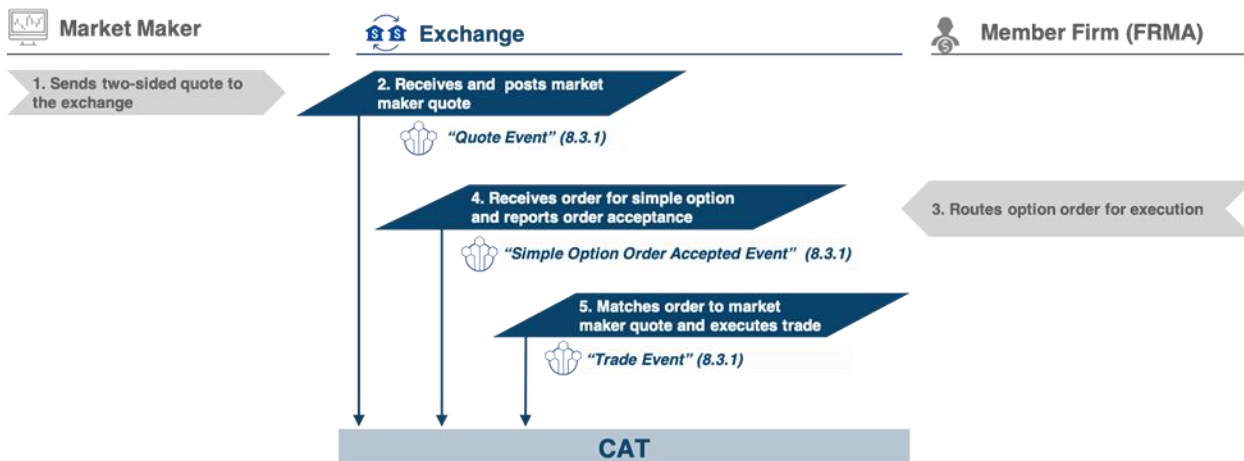 Market Maker
Exchange
Member Firm (FRMA)
1. Sends two-sided quote to
the exchange
2. Receives and posts market
maker quote
"Quote Event" (8.3.1)
4. Receives order for simple option
and reports order acceptance
3. Routes option order for execution
"Simple Option Order Accepted Event" (8.3.1)
5. Matches order to market
maker quote and executes trade
"Trade Event" (8.3.1)
CAT